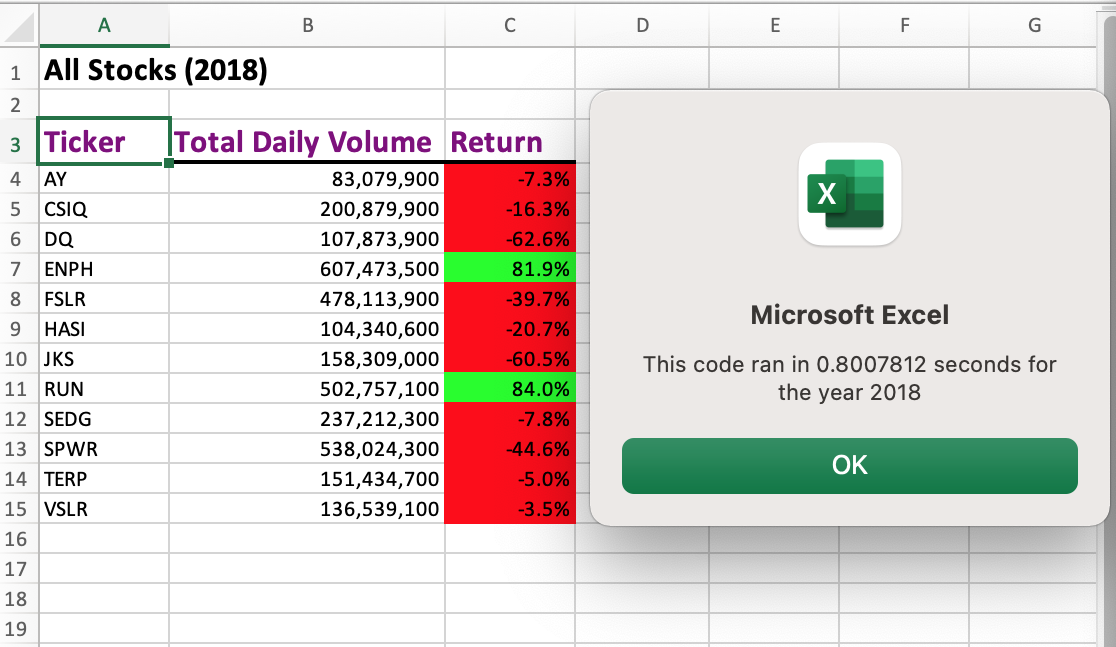 A B C D E F G
1 All Stocks (2018)
2
3 Ticker Total Daily Volume Return
4 AY 83,079,900 -7.3%
5 CSIQ 200,879,900 -16.3%
6 DQ 107,873,900 -62.6%
7 ENPH 607,473,500 81.9%
8 FSLR 478,113,900 -39.7%
9 HASI 104,340,600 -20.7%
10 JKS 158,309,000 -60.5%
11 RUN 502,757,100 84.0%
12 SEDG 237,212,300 -7.8%
13 SPWR 538,024,300 -44.6%
14 TERP 151,434,700 -5.0%
15 VSLR 136,539,100 -3.5%
16
17
18
19
X
Microsoft Excel
This code ran in 0.8007812 seconds for
the year 2018
OK